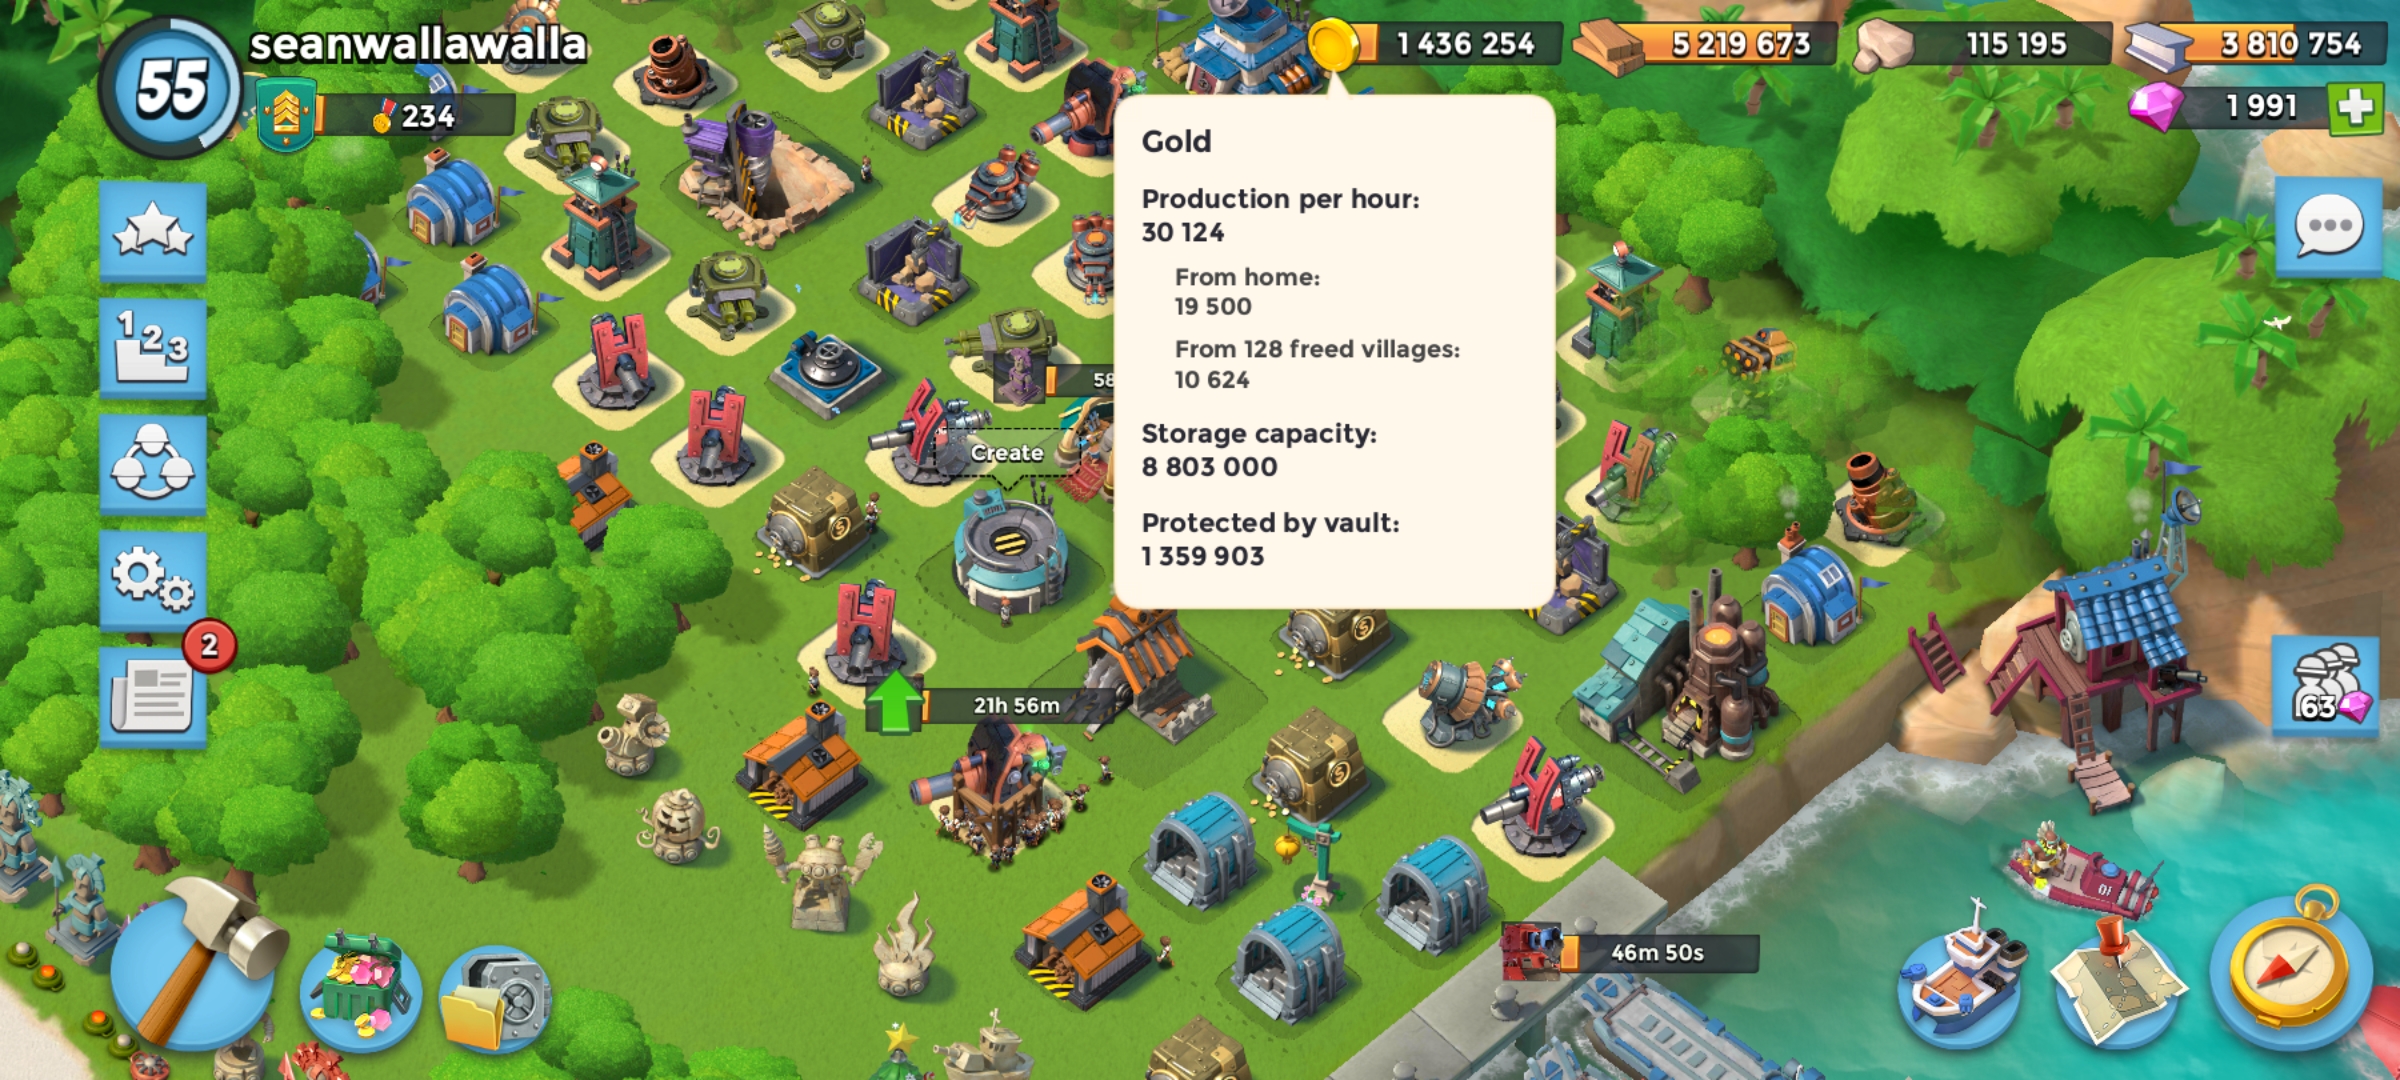 55
seanwallawalla
234
1 436 254
5 219 673
115 195
3 810 754
1 991
Gold
Production per hour:
30 124
From home:
19 500
From 128 freed villages:
10 624
Storage capacity:
8 803 000
Protected by vault:
1 359 903
123
58
Create
2
21h 56m
63
46m 50s